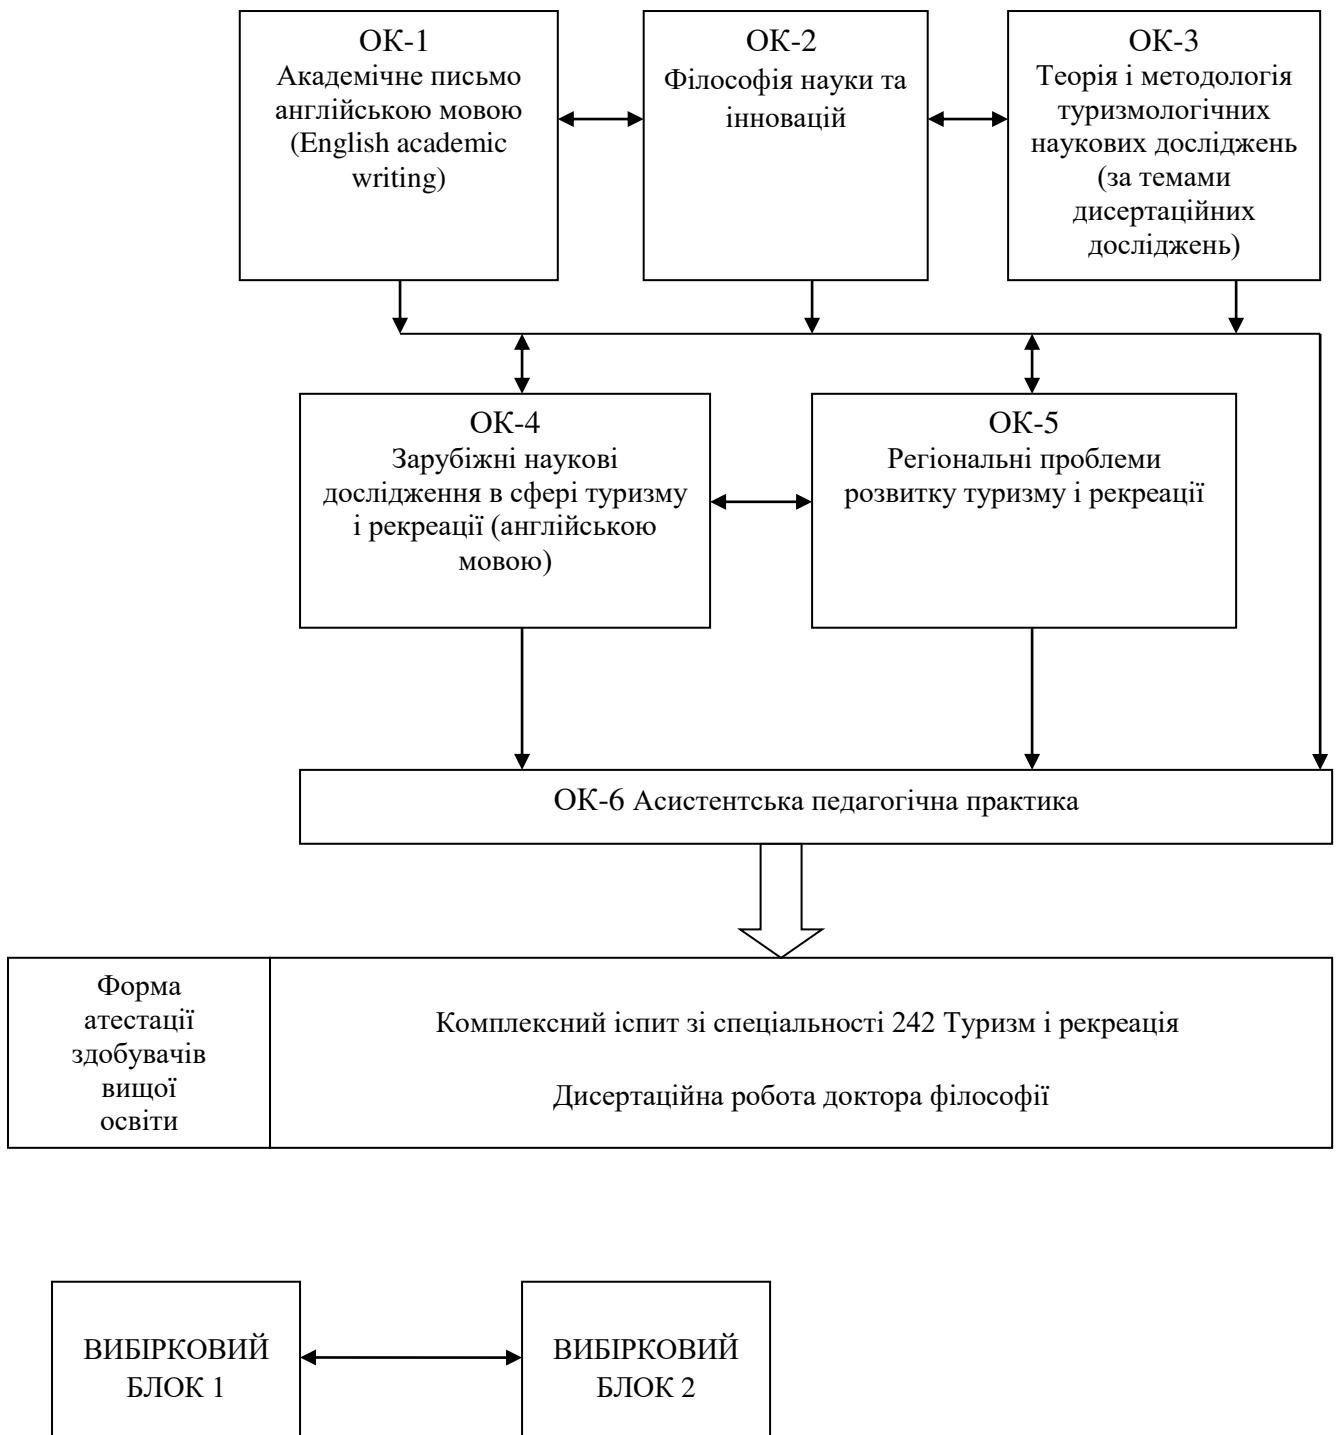 ОК-1
Академічне письмо
англійською мовою
(English academic
writing)
ОК-2
Філософія науки та
інновацій
ОК-3
Теорія і методологія
туризмологічних
наукових досліджень
(за темами
дисертаційних
досліджень)
ОК-4
Зарубіжні наукові
дослідження в сфері туризму
і рекреації (англійською
мовою)
ОК-5
Регіональні проблеми
розвитку туризму і рекреації
ОК-6 Асистентська педагогічна практика
Форма
атестації
здобувачів
вищої
освіти
Комплексний іспит зі спеціальності 242 Туризм і рекреація
Дисертаційна робота доктора філософії
ВИБІРКОВИЙ
БЛОК 1
ВИБІРКОВИЙ
БЛОК 2